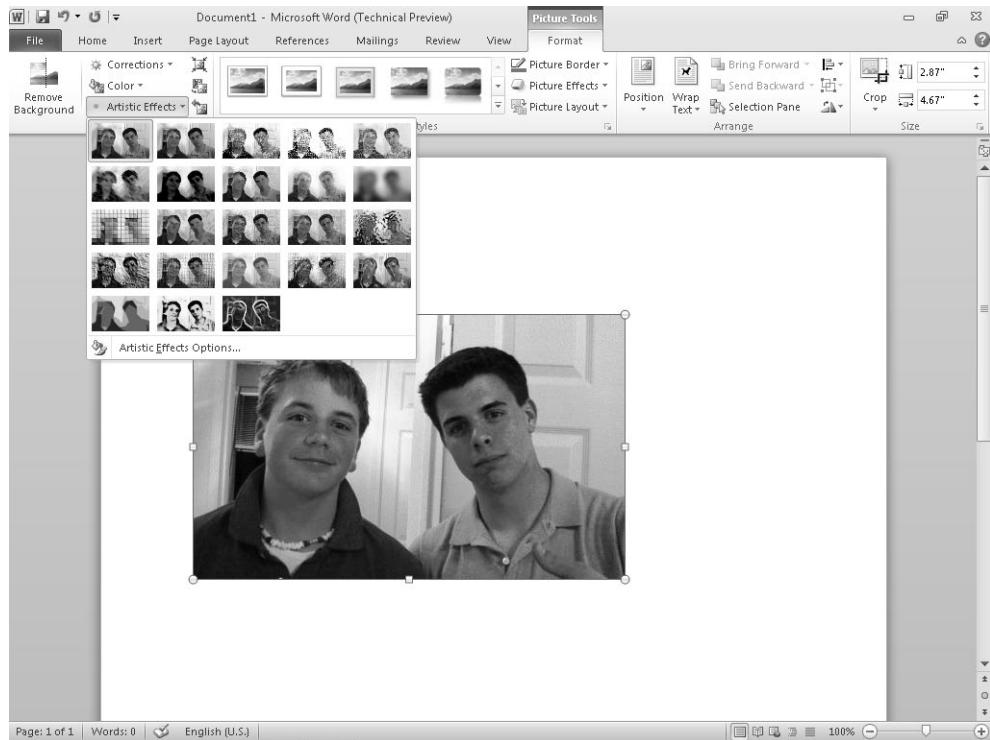 Document1 - Microsoft Word (Technical Preview)
Picture Tools
File Home Insert Page Layout References Mailings Review View Format
Remove Background
Corrections
Color
Artistic Effects
Picture Border
Picture Effects
Picture Layout
Position
Wrap Text
Bring Forward
Send Backward
Selection Pane
Crop
2.87"
4.67"
tyles
Arrange
Size
Artistic Effects Options...
Page: 1 of 1 Words: 0 English (U.S.) 100%